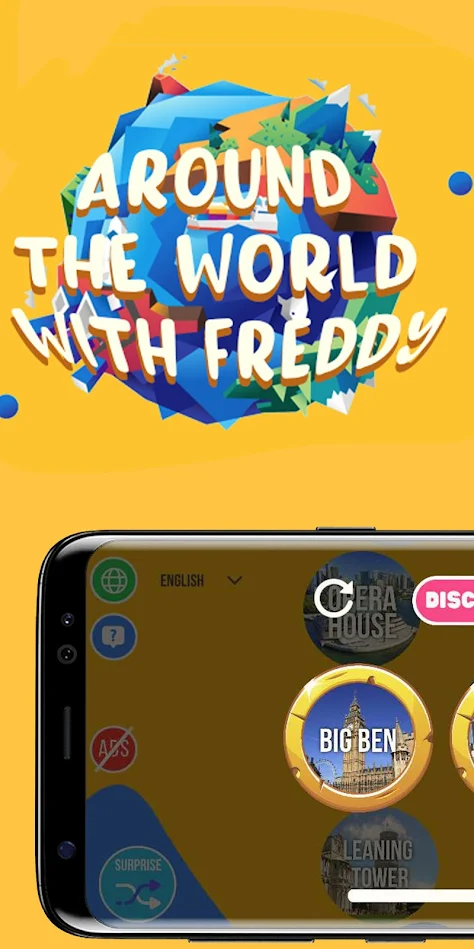 AROUND
THE WORLD
WITH FREDDY
ENGLISH
OPERA
HOUSE
DISC
?
BIG BEN
ADS
LEANING
TOWER
SURPRISE